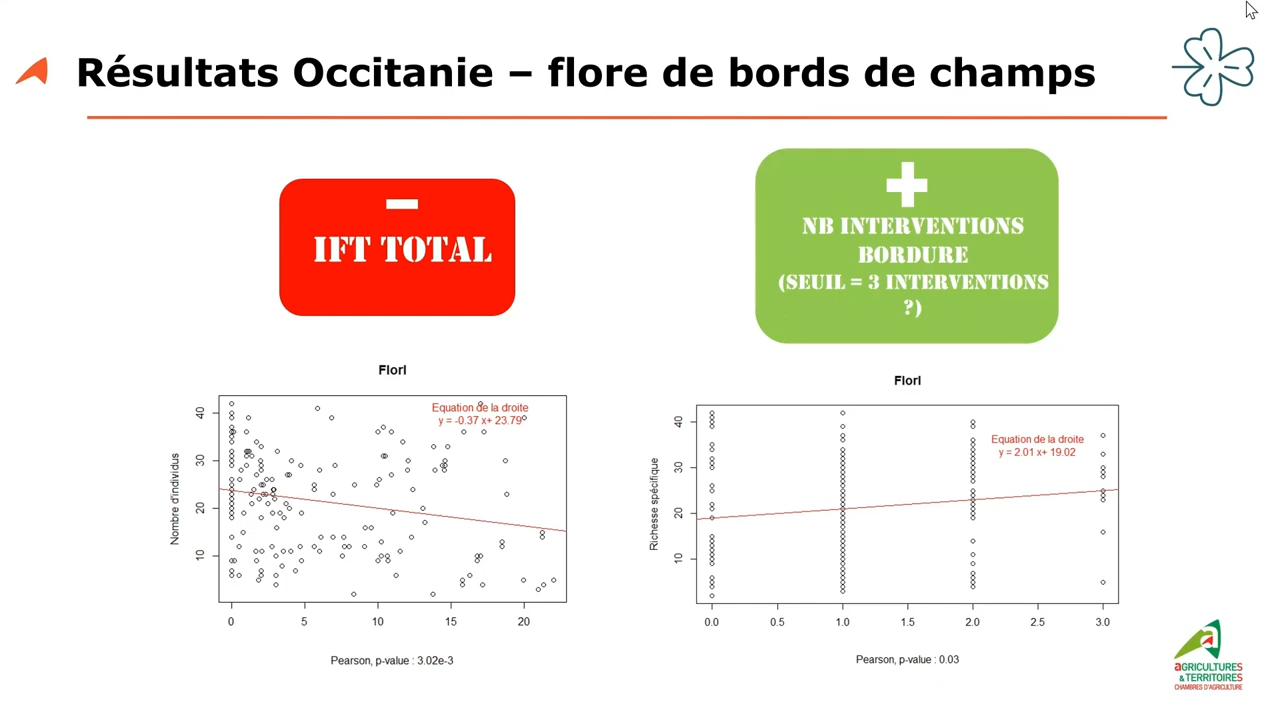 Résultats Occitanie – flore de bords de champs
IFT TOTAL
NB INTERVENTIONS
BORDURE
(SEUIL = 3 INTERVENTIONS
?)
Flori
Equation de la droite
y = -0.37 x+ 23.79
Nombre d'individus
40
30
20
10
0
5
10
15
20
Pearson, p-value : 3.02e-3
Flori
Equation de la droite
y = 2.01 x+ 19.02
Richesse spécifique
40
30
20
10
0.0
0.5
1.0
1.5
2.0
2.5
3.0
Pearson, p-value : 0.03
aGRICULTURES
& TERRITOIRES
CHAMBRES D'AGRICULTURE